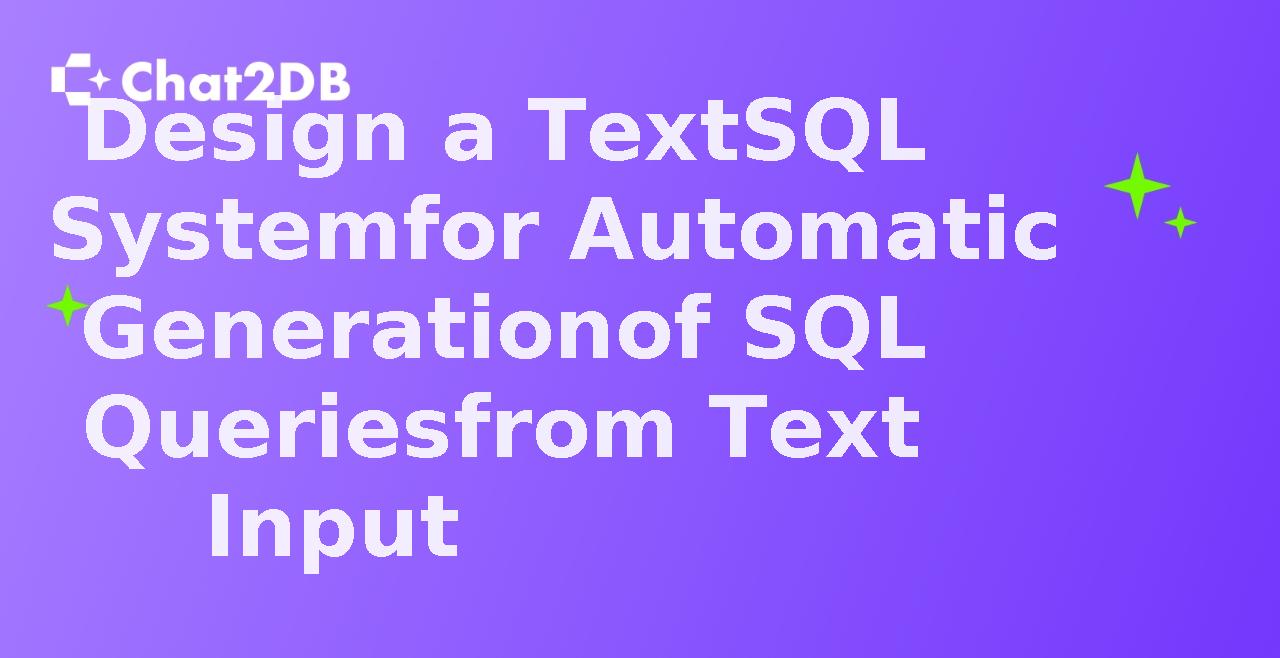 Chat2DB
Design a TextSQL
Systemfor Automatic
Generationof SQL
Queriesfrom Text
Input